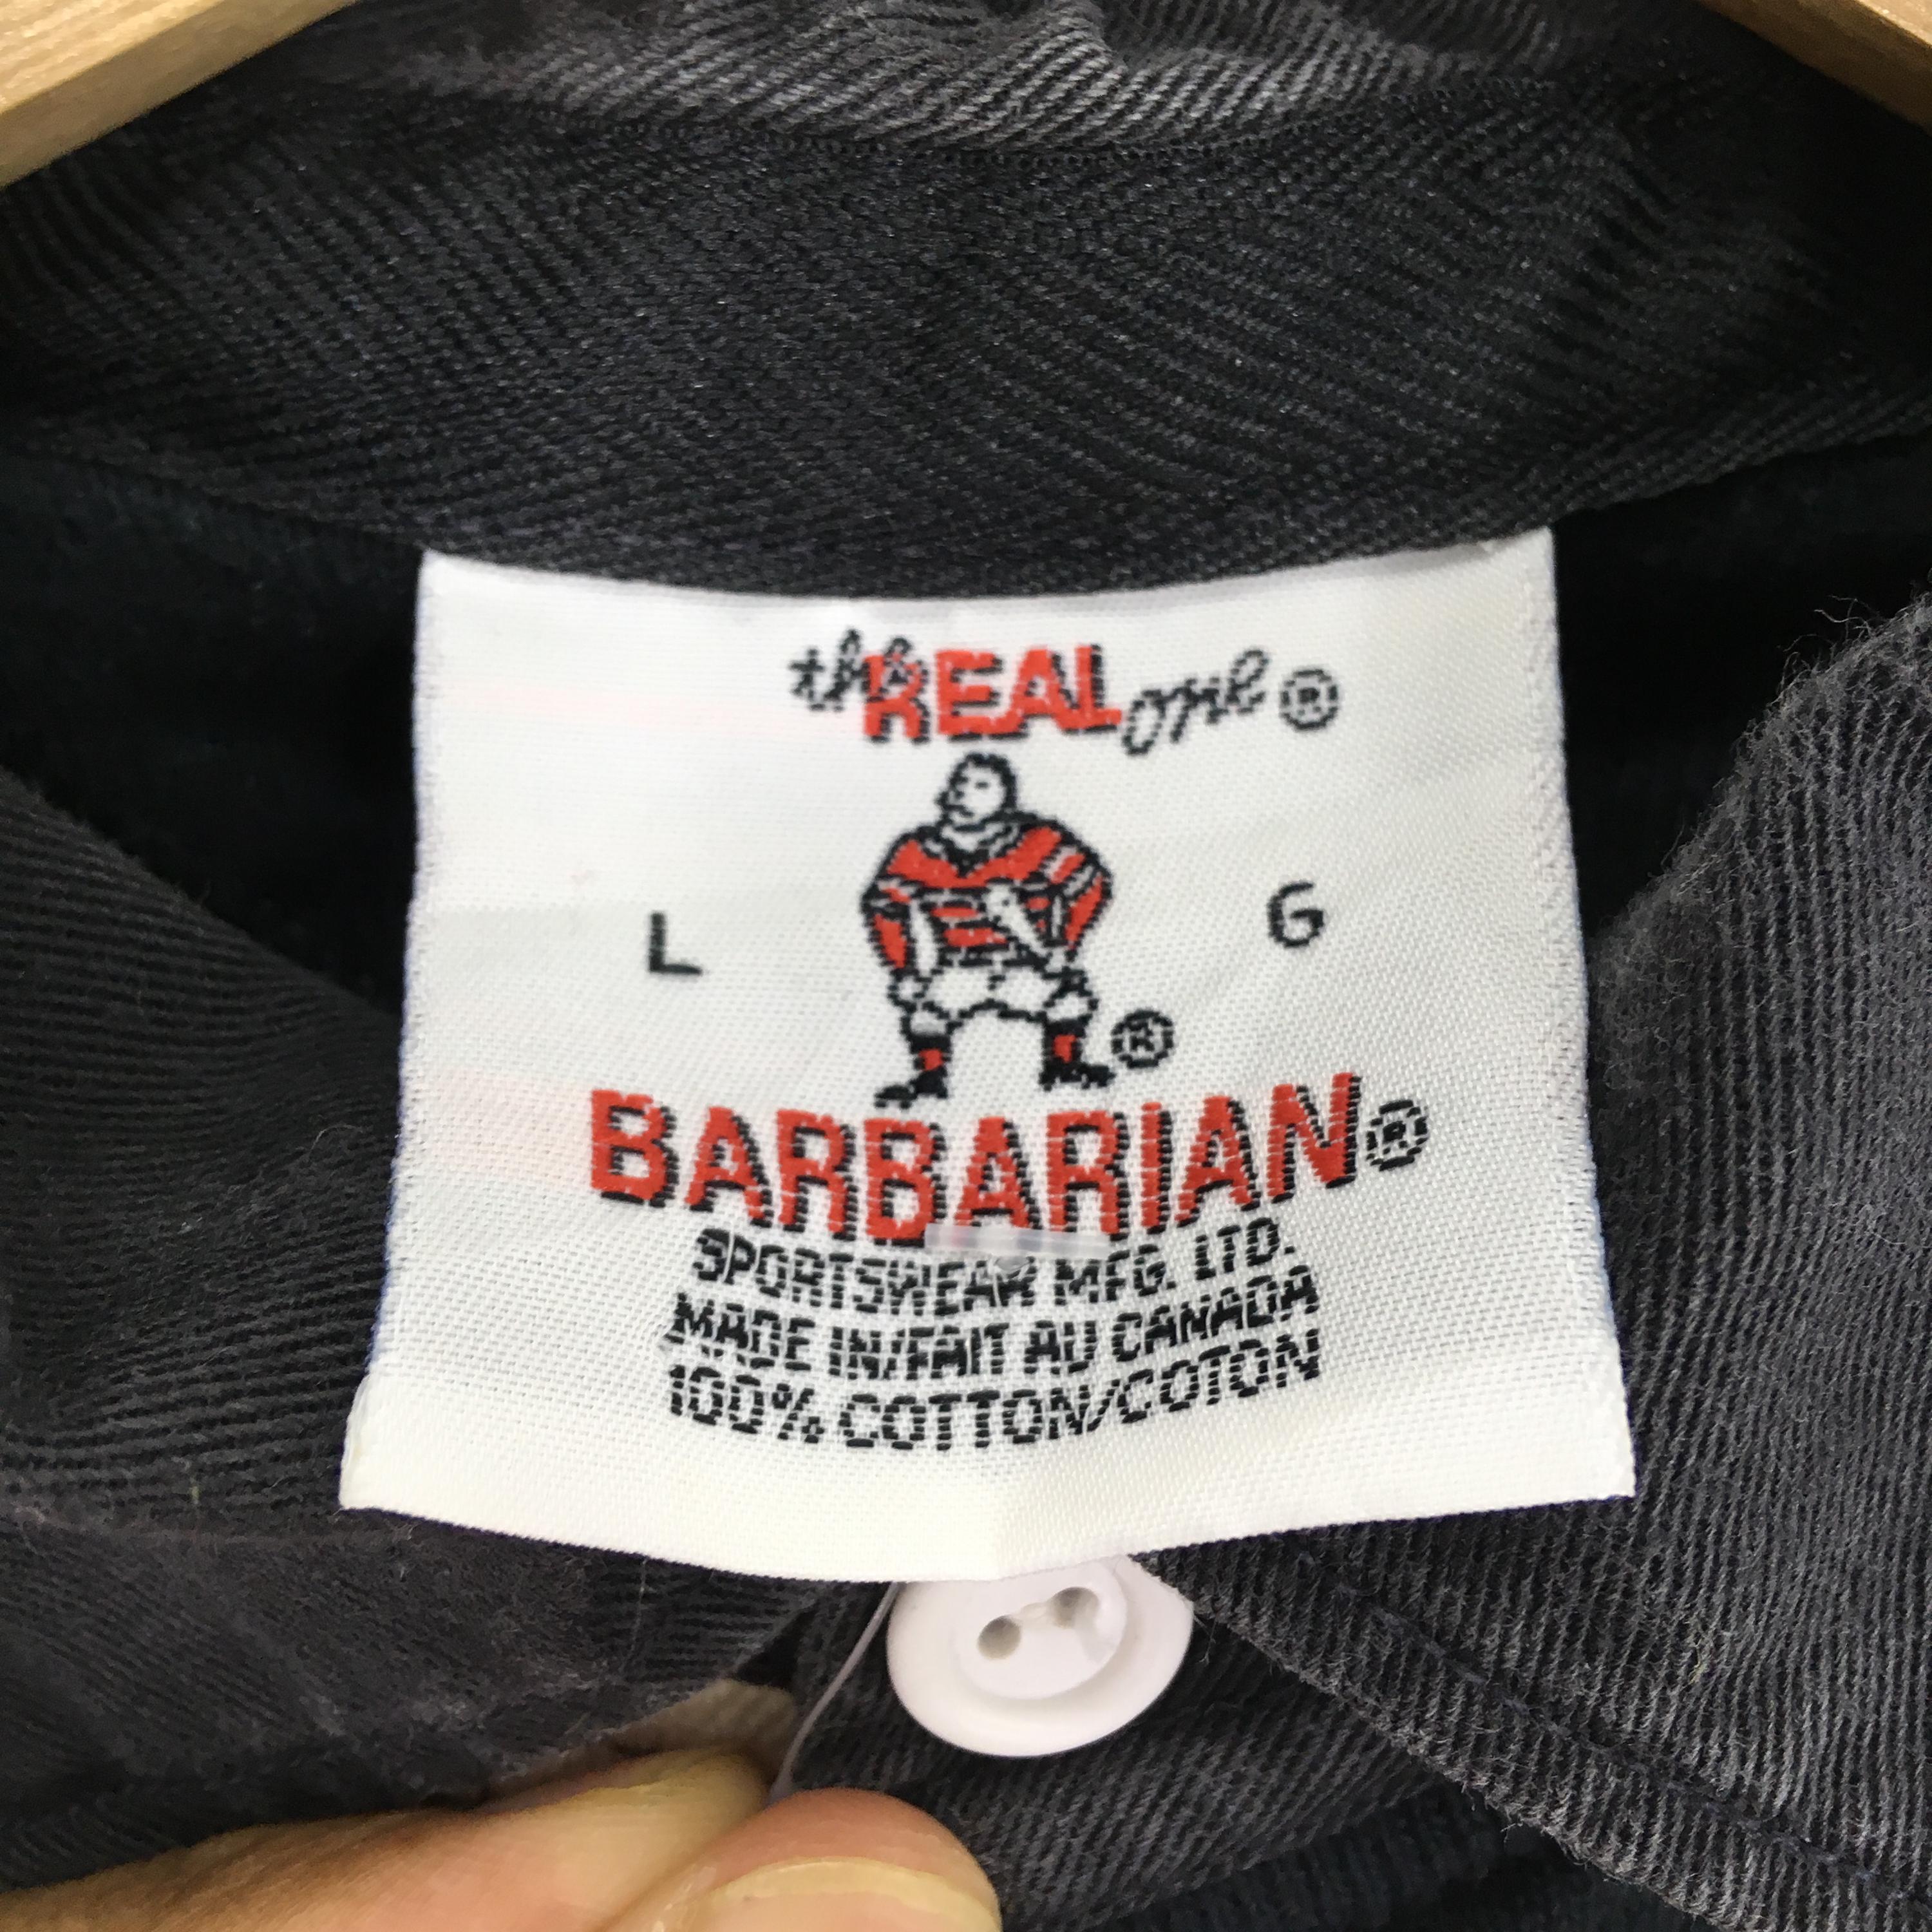 the REAL one ®
L G
®
BARBARIAN®
SPORTSWEAR MFG. LTD.
MADE IN/FAIT AU CANADA
100% COTTON/COTON